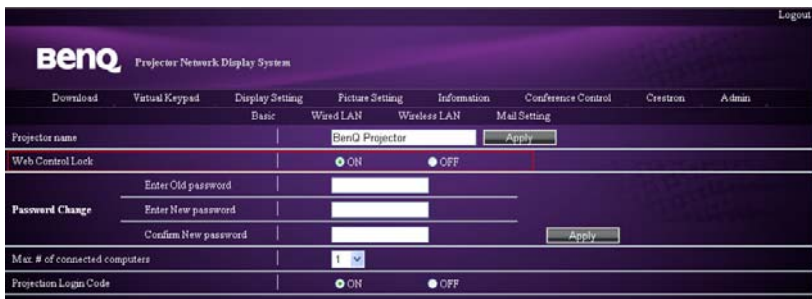 Logout
BenQ Projector Network Display System
Download Virtual Keypad Display Setting Picture Setting Information Conference Control Crestron Admin
Basic Wired LAN Wireless LAN Mail Setting
Projector name BenQ Projector Apply
Web Control Lock ON OFF
Enter Old password
Password Change Enter New password
Confirm New password Apply
Max. # of connected computers 1
Projection Login Code ON OFF